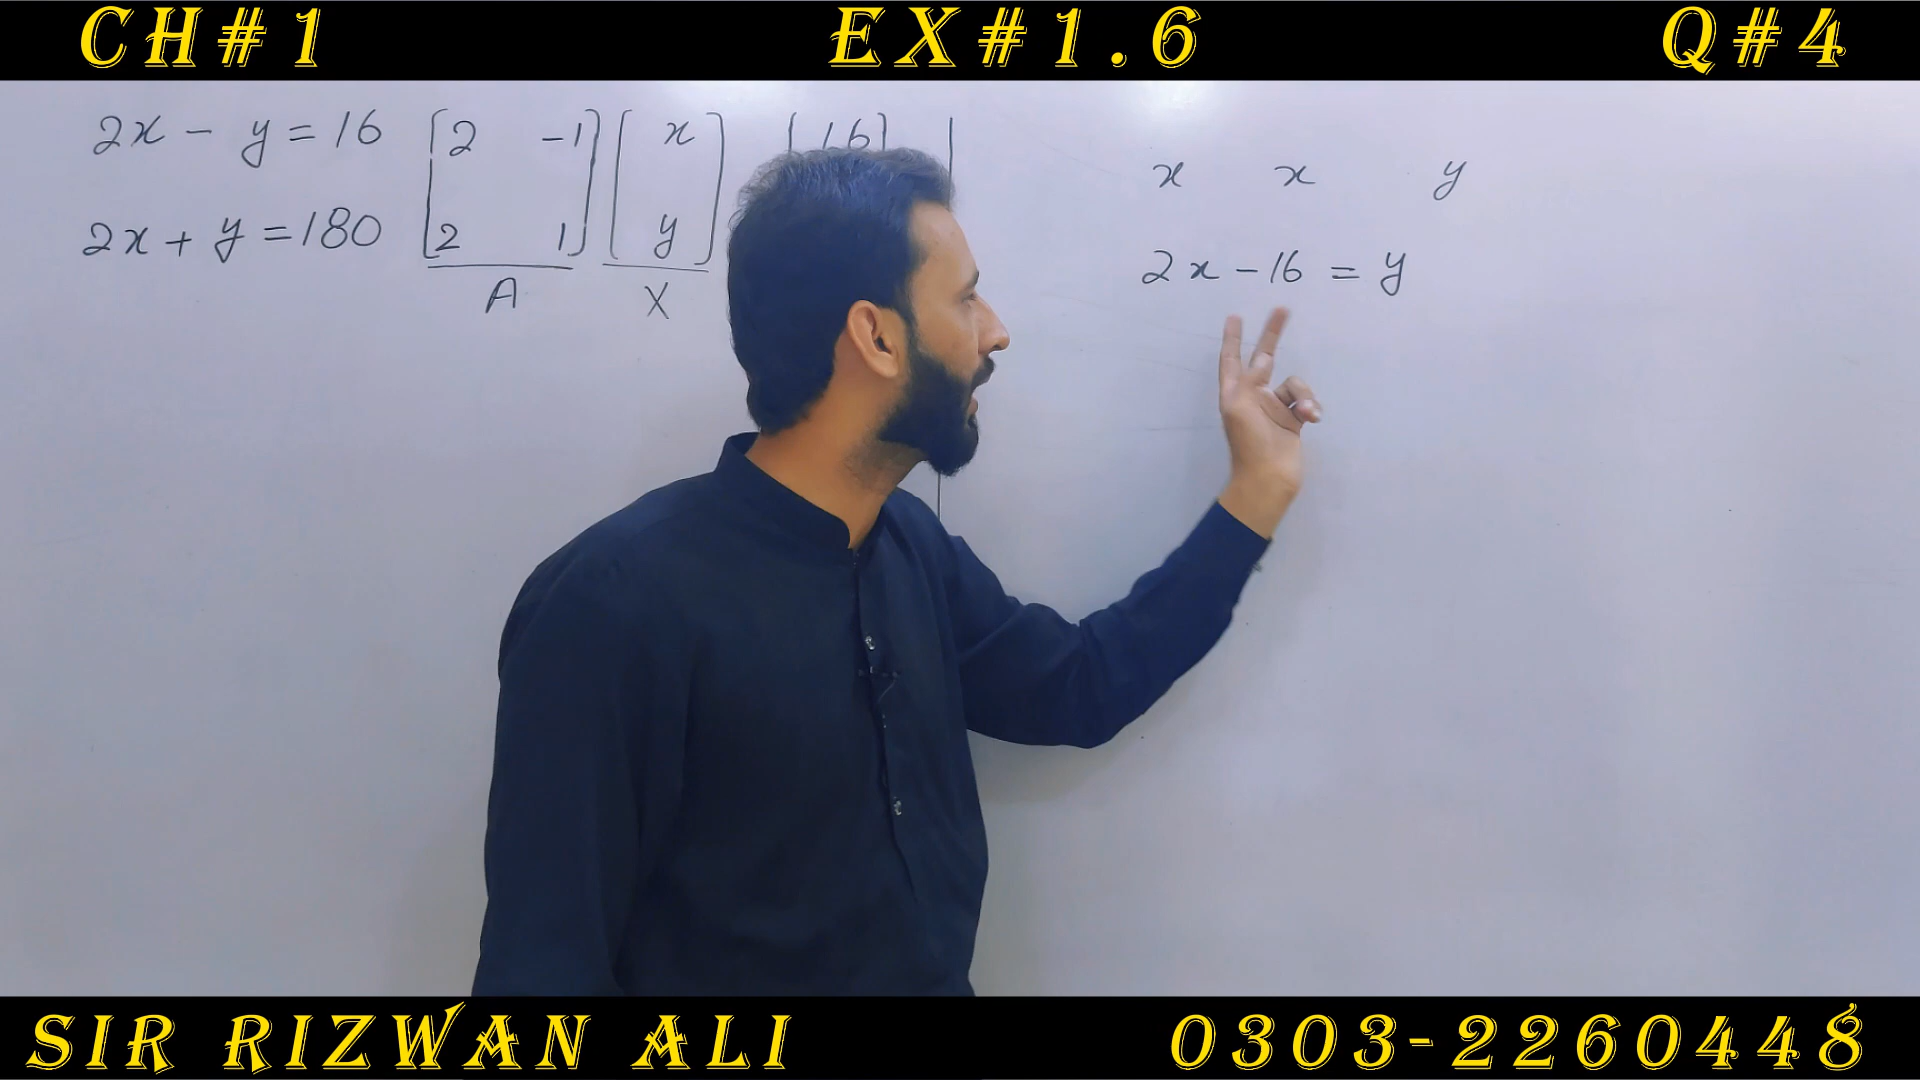 CH#1 EX#1.6 Q#4
2x - y = 16 [2 -1] [x] [16]
2x + y = 180 [2 1] [y]
A X
x x y
2x - 16 = y
SIR RIZWAN ALI 0303-2260448